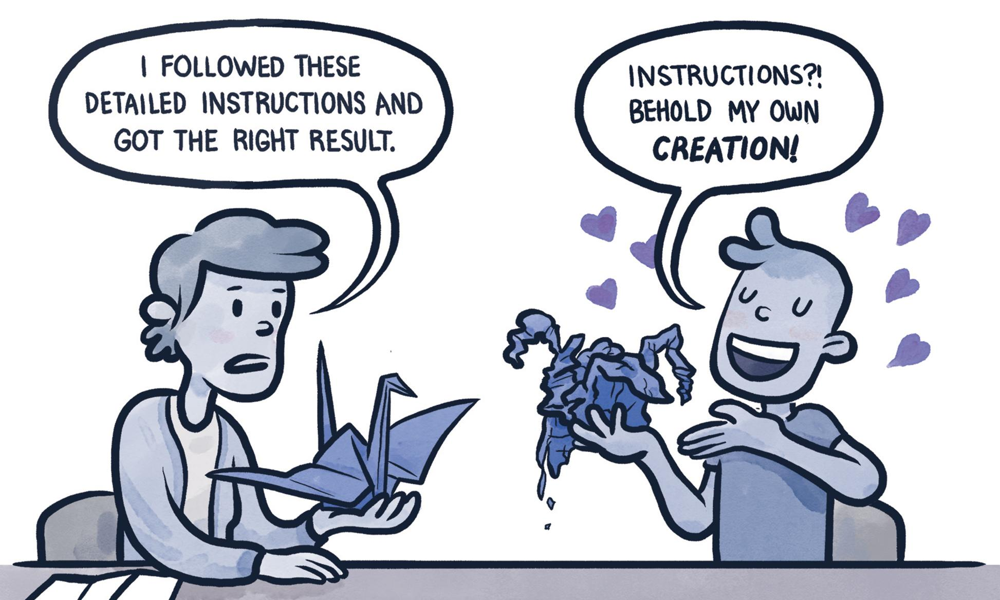 I FOLLOWED THESE
DETAILED INSTRUCTIONS AND
GOT THE RIGHT RESULT.
INSTRUCTIONS?!
BEHOLD MY OWN
CREATION!